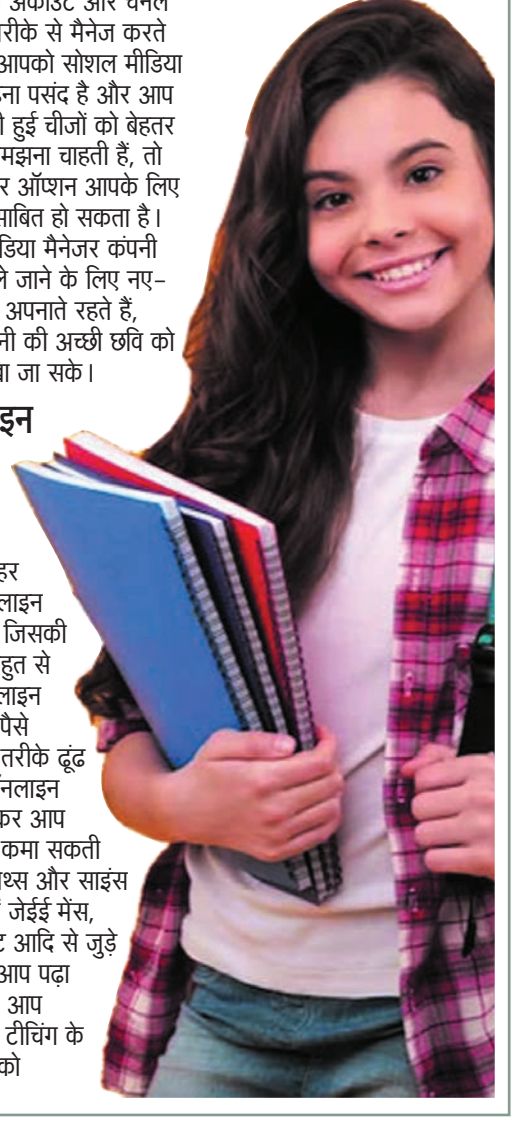 अकाउंट और चैनल
रीके से मैनेज करते
आपको सोशल मीडिया
ना पसंद है और आप
हुई चीजों को बेहतर
मझना चाहती हैं, तो
र ऑप्शन आपके लिए
साबित हो सकता है।
डिया मैनेजर कंपनी
ले जाने के लिए नए-
अपनाते रहते हैं,
नी की अच्छी छवि को
ा जा सके।
इन
हर
लाइन
जिसकी
हुत से
लाइन
पैसे
तरीके ढूंढ
नलाइन
कर आप
कमा सकती
थ्स और साइंस
जेईई मेंस,
ट आदि से जुड़े
आप पढ़ा
आप
टीचिंग के
को